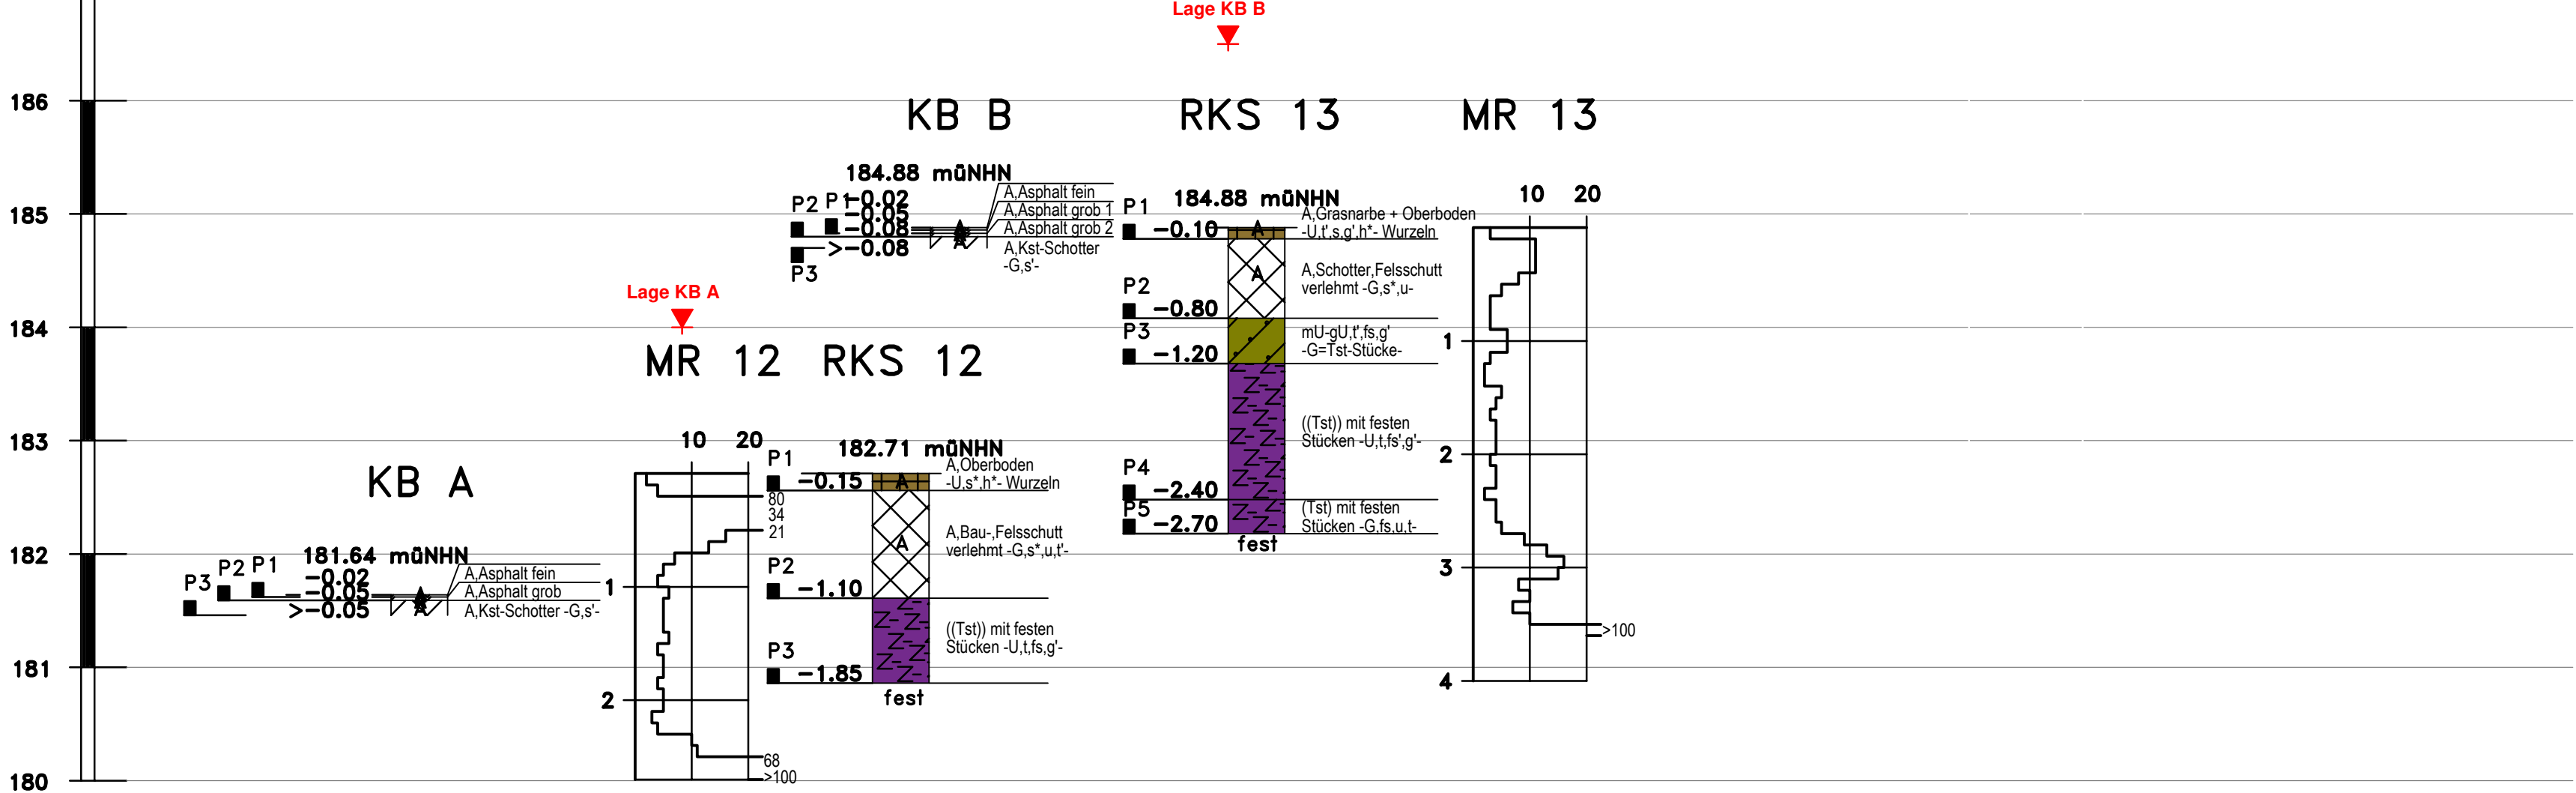 Lage KB B
186
KB B
RKS 13
MR 13
184.88 müNHN
P2
P1
-0.02
-0.05
-0.08
>-0.08
P3
A,Asphalt fein
A,Asphalt grob 1
A,Asphalt grob 2
A,Kst-Schotter
-G,s'-
A
185
184.88 müNHN
P1
-0.10
A
A,Grasnarbe + Oberboden
-U,t',s,g',h*- Wurzeln
P2
-0.80
A
A,Schotter,Felsschutt
verlehmt -G,s*,u-
P3
-1.20
mU-gU,t',fs,g'
-G=Tst-Stücke-
((Tst)) mit festen
Stücken -U,t,fs',g'-
P4
-2.40
P5
-2.70
(Tst) mit festen
Stücken -G,fs,u,t-
fest
10 20
1
2
3
4
>100
184
Lage KB A
MR 12
RKS 12
183
10 20
80
34
21
1
2
68
>100
182.71 müNHN
P1
-0.15
A
A,Oberboden
-U,s*,h*- Wurzeln
P2
-1.10
A
A,Bau-,Felsschutt
verlehmt -G,s*,u,t'-
P3
-1.85
((Tst)) mit festen
Stücken -U,t,fs,g'-
fest
KB A
182
181.64 müNHN
P3
P2
P1
-0.02
-0.05
>-0.05
A
A,Asphalt fein
A,Asphalt grob
A,Kst-Schotter -G,s'-
181
180